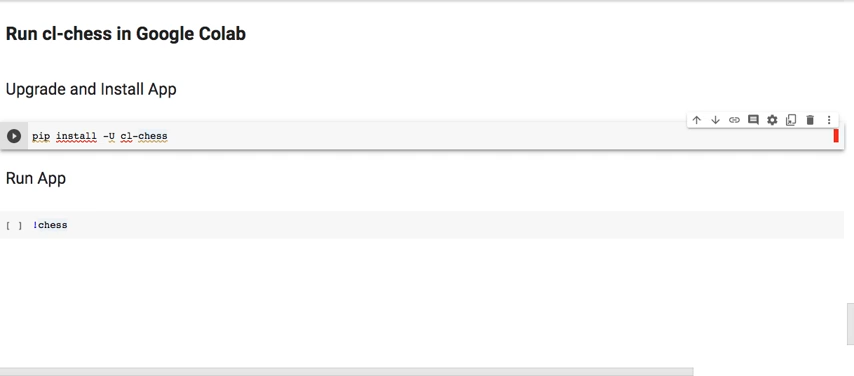 Run cl-chess in Google Colab
Upgrade and Install App
pip install -U cl-chess
Run App
[ ] !chess